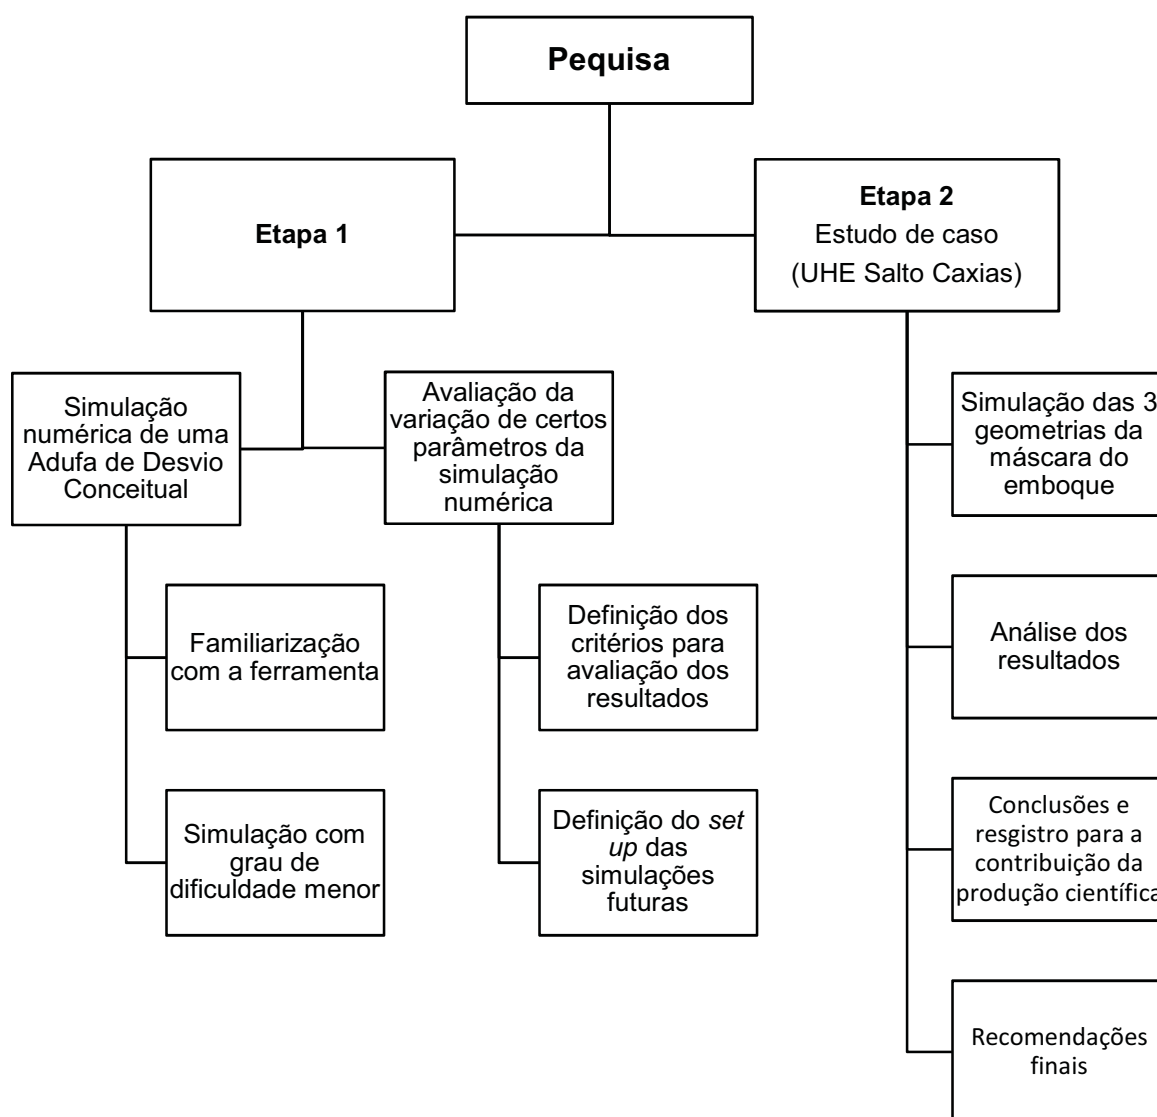 Pequisa
Etapa 1
Etapa 2
Estudo de caso
(UHE Salto Caxias)
Simulação
numérica de uma
Adufa de Desvio
Conceitual
Avaliação da
variação de certos
parâmetros da
simulação
numérica
Simulação das 3
geometrias da
máscara do
emboque
Familiarização
com a ferramenta
Definição dos
critérios para
avaliação dos
resultados
Análise dos
resultados
Simulação com
grau de
dificuldade menor
Definição do set
up das
simulações
futuras
Conclusões e
resgistro para a
contribuição da
produção científica
Recomendações
finais